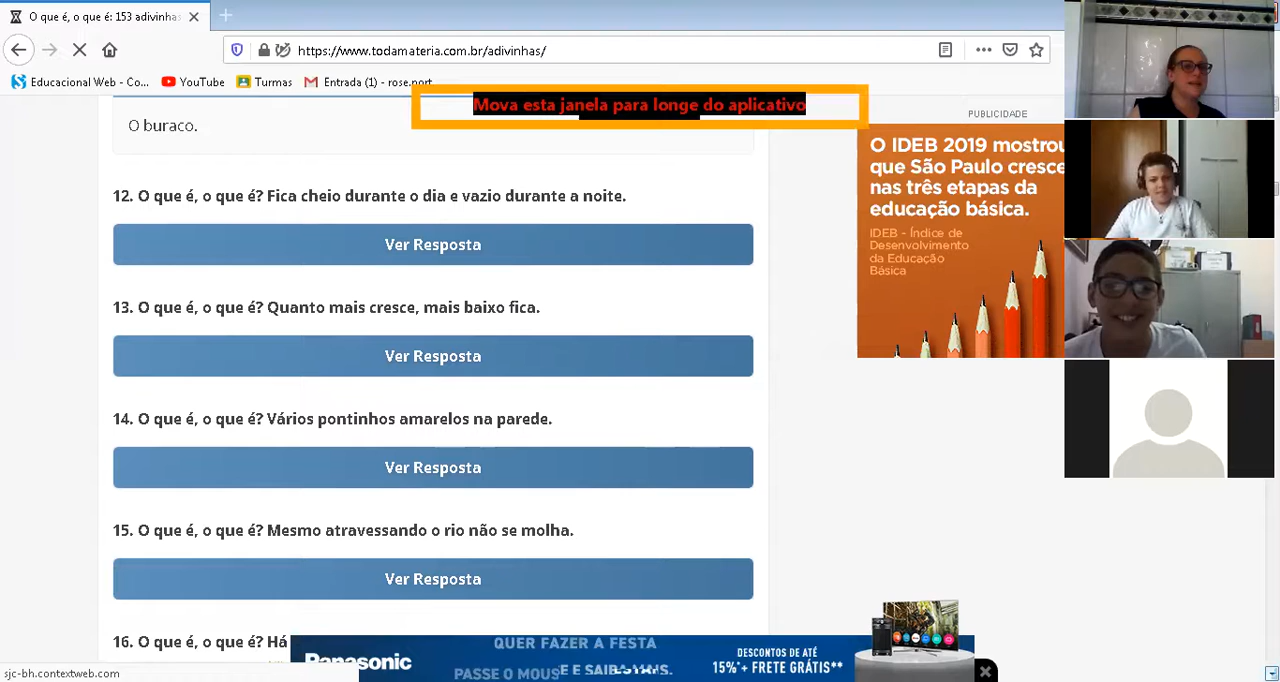 O que é, o que é: 153 adivinhas
https://www.todamateria.com.br/adivinhas/
Educacional Web - Co...
YouTube
Turmas
Entrada (1) - rose.port
Mova esta janela para longe do aplicativo
O buraco.
12. O que é, o que é? Fica cheio durante o dia e vazio durante a noite.
Ver Resposta
13. O que é, o que é? Quanto mais cresce, mais baixo fica.
Ver Resposta
14. O que é, o que é? Vários pontinhos amarelos na parede.
Ver Resposta
15. O que é, o que é? Mesmo atravessando o rio não se molha.
Ver Resposta
16. O que é, o que é? Há
PUBLICIDADE
O IDEB 2019 mostrou
que São Paulo cresce
nas três etapas da
educação básica.
IDEB - Índice de
Desenvolvimento
da Educação
Básica
Panasonic
QUER FAZER A FESTA
PASSE O MOUS
E E SAIBA MAIS.
DESCONTOS DE ATÉ
15%*+ FRETE GRÁTIS**
sjc-bh.contextweb.com